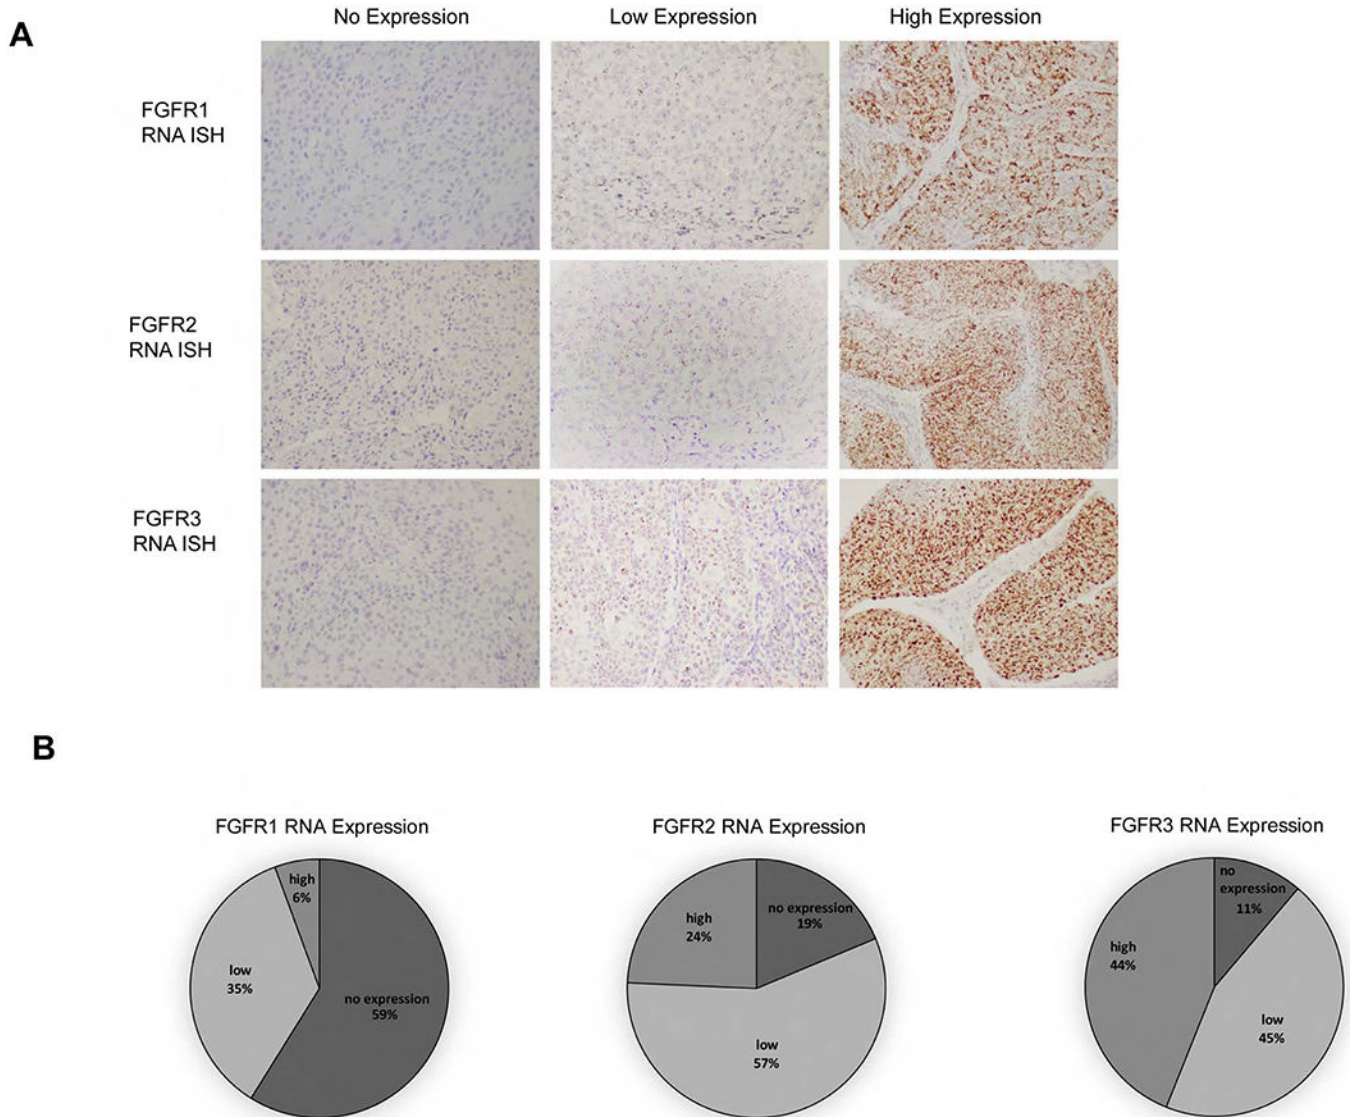 A
No Expression
Low Expression
High Expression
FGFR1
RNA ISH
FGFR2
RNA ISH
FGFR3
RNA ISH
B
FGFR1 RNA Expression
high
6%
low
35%
no expression
59%
FGFR2 RNA Expression
high
24%
no expression
19%
low
57%
FGFR3 RNA Expression
no
expression
11%
high
44%
low
45%